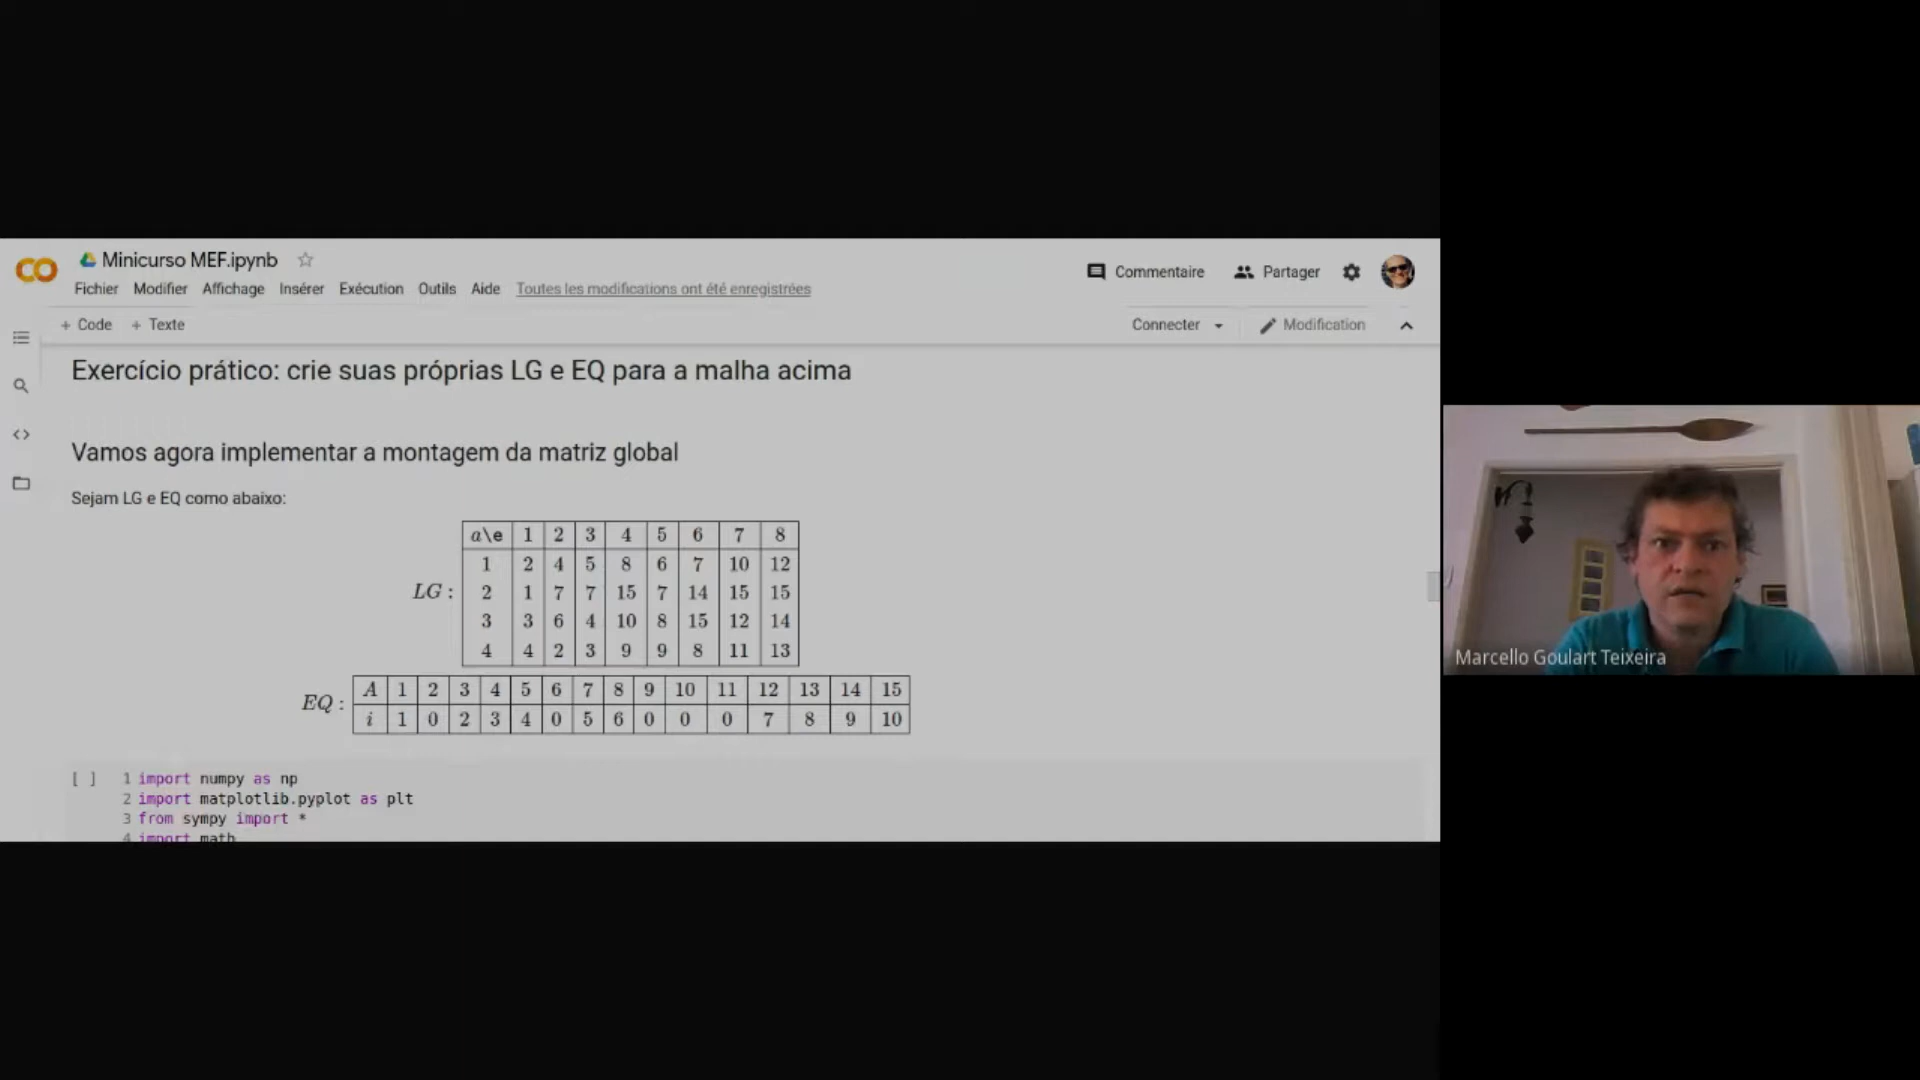 Minicurso MEF.ipynb
Fichier Modifier Affichage Insérer Exécution Outils Aide Toutes les modifications ont été enregistrées
Commentaire Partager
+ Code + Texte
Connecter Modification
Exercício prático: crie suas próprias LG e EQ para a malha acima
Vamos agora implementar a montagem da matriz global
Sejam LG e EQ como abaixo:
a\e 1 2 3 4 5 6 7 8
1 2 4 5 8 6 7 10 12
LG : 2 1 7 7 15 7 14 15 15
3 3 6 4 10 8 15 12 14
4 4 2 3 9 9 8 11 13
EQ : A 1 2 3 4 5 6 7 8 9 10 11 12 13 14 15
i 1 0 2 3 4 0 5 6 0 0 0 7 8 9 10
[ ] 1 import numpy as np
2 import matplotlib.pyplot as plt
3 from sympy import *
4 import math
Marcello Goulart Teixeira